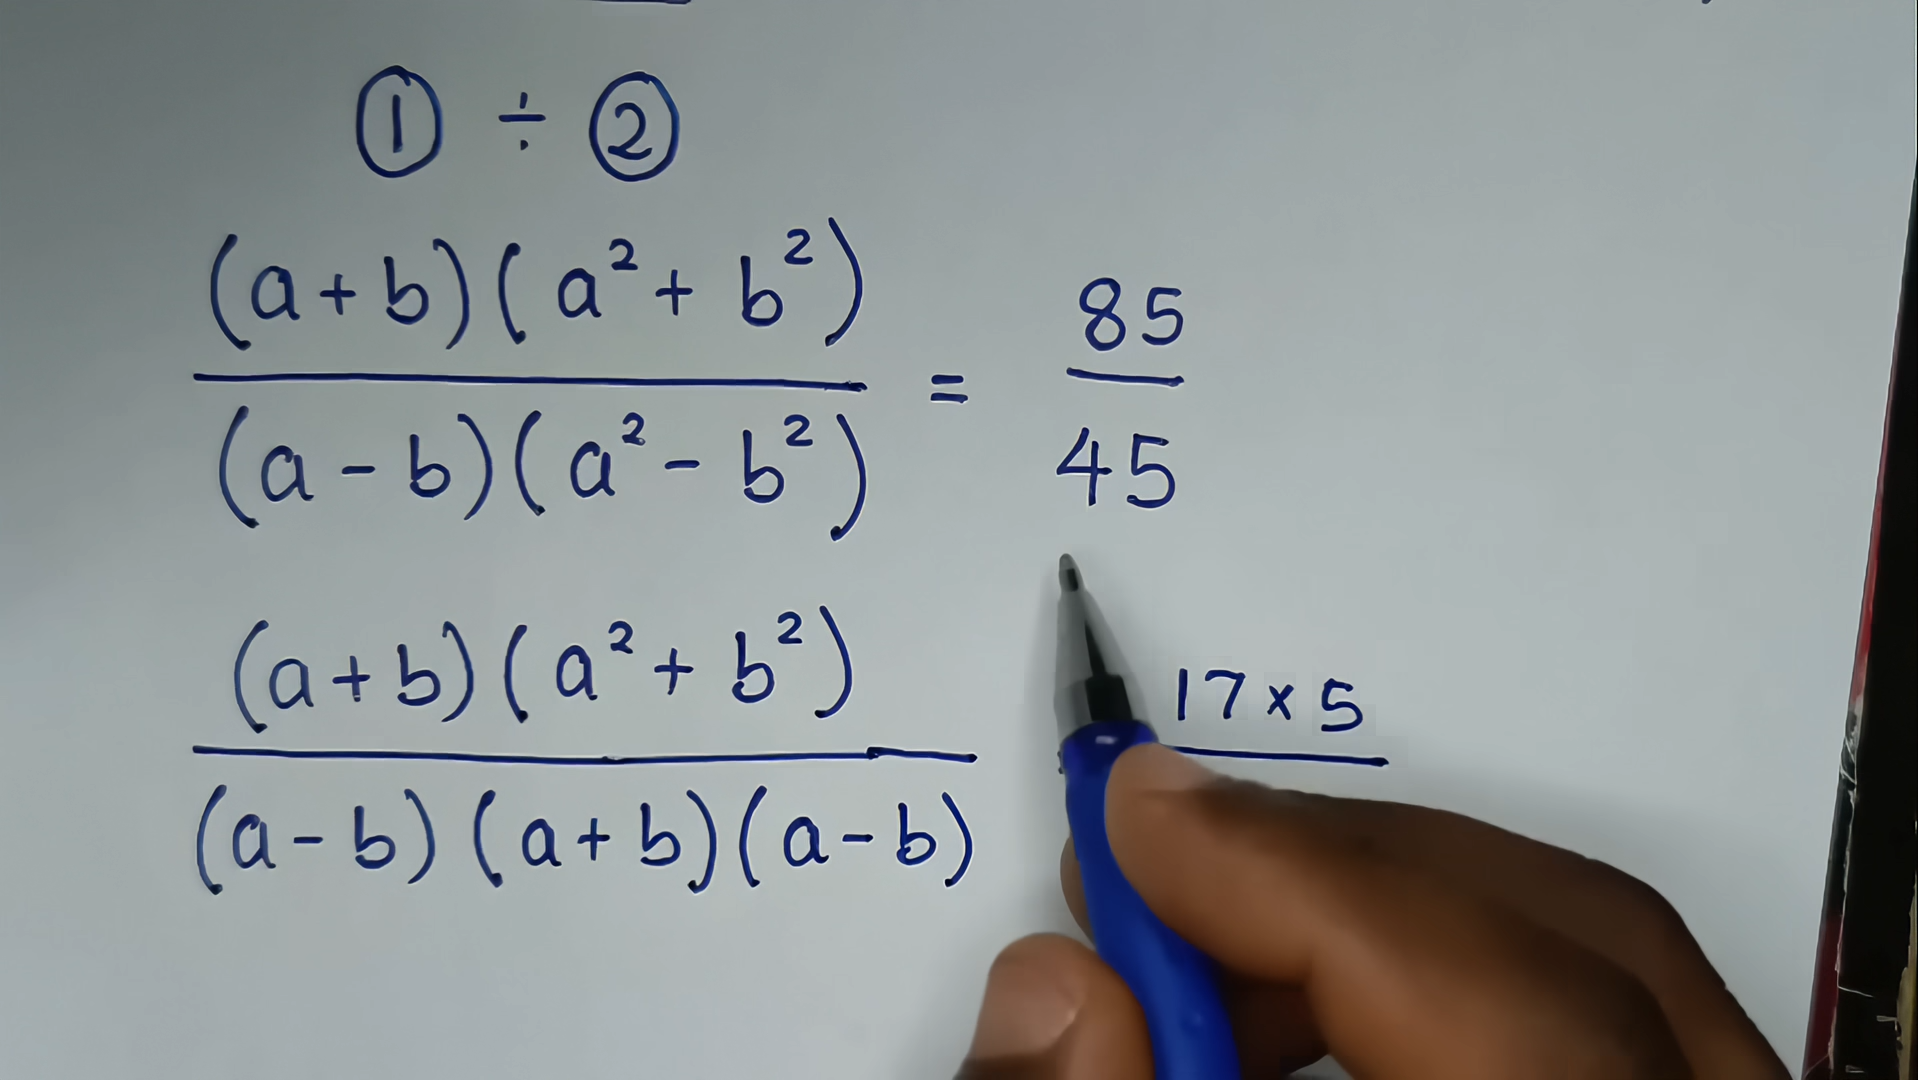 ① ÷ ②
(a + b)(a² + b²)
(a - b)(a² - b²)
=
85
45
(a + b)(a² + b²)
(a - b)(a + b)(a - b)
17 × 5